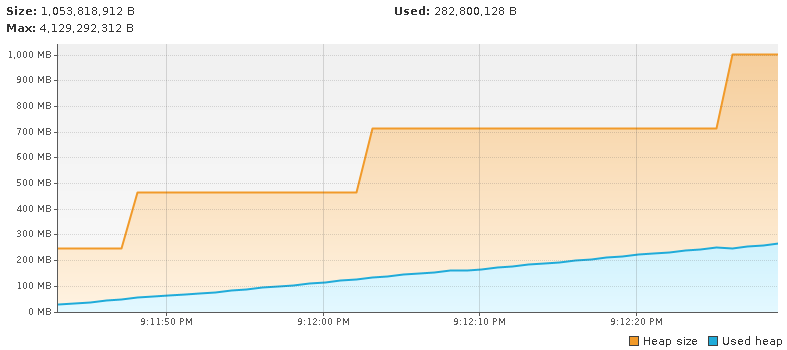 Size: 1,053,818,912 B Used: 282,800,128 B
Max: 4,129,292,312 B
1,000 MB
900 MB
800 MB
700 MB
600 MB
500 MB
400 MB
300 MB
200 MB
100 MB
0 MB
9:11:50 PM 9:12:00 PM 9:12:10 PM 9:12:20 PM
Heap size Used heap